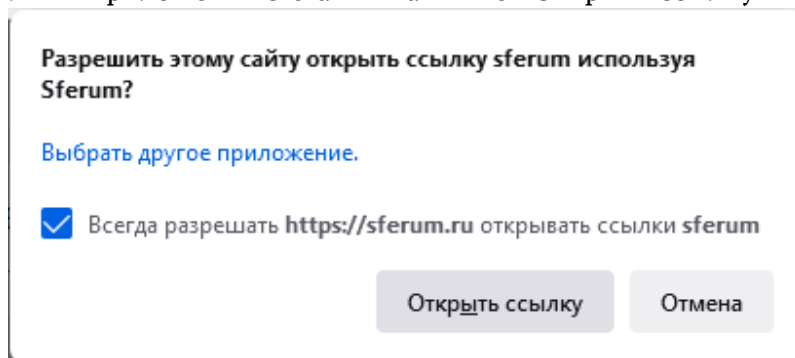 Разрешить этому сайту открыть ссылку sferum используя
Sferum?
Выбрать другое приложение.
Всегда разрешать https://sferum.ru открывать ссылки sferum
Открыть ссылку
Отмена